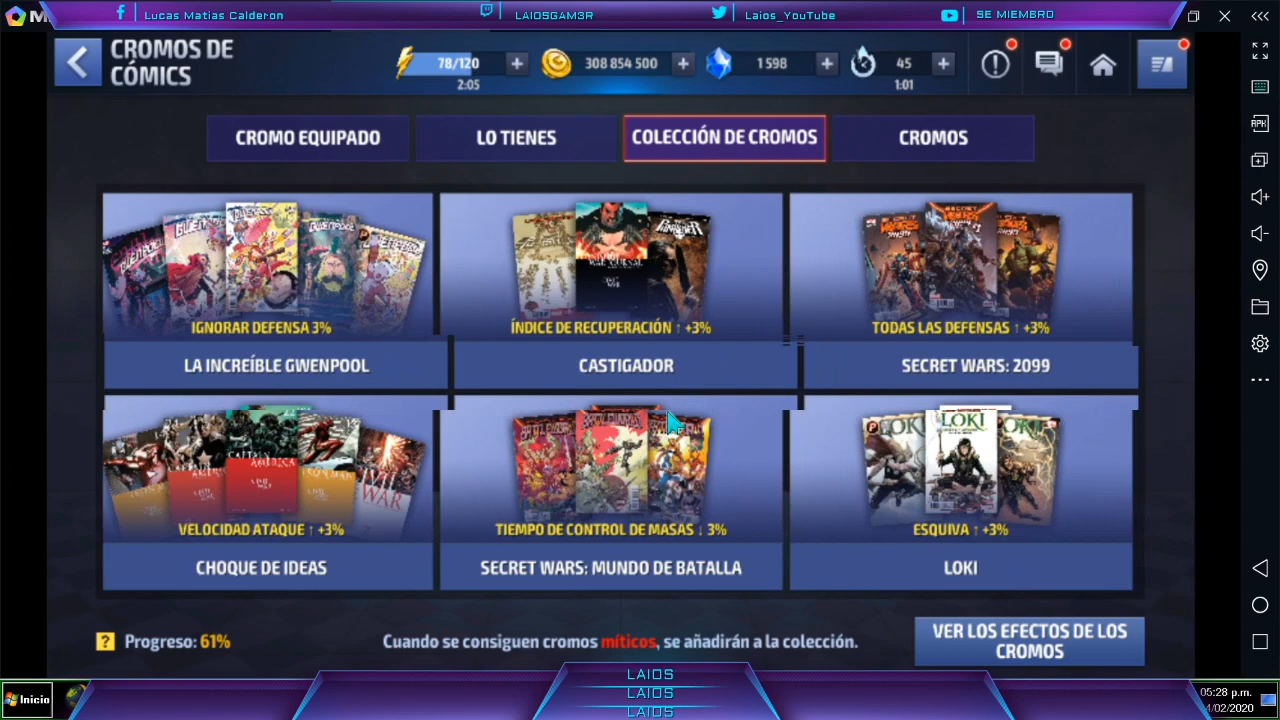 Lucas Matias Calderon
LAIOSGAM3R
Laios_YouTube
SE MIEMBRO
CROMOS DE
CÓMICS
78/120
2:05
308 854 500
1 598
45
1:01
CROMO EQUIPADO
LO TIENES
COLECCIÓN DE CROMOS
CROMOS
IGNORAR DEFENSA 3%
LA INCREÍBLE GWENPOOL
ÍNDICE DE RECUPERACIÓN ↑ +3%
CASTIGADOR
TODAS LAS DEFENSAS ↑ +3%
SECRET WARS: 2099
VELOCIDAD ATAQUE ↑ +3%
CHOQUE DE IDEAS
TIEMPO DE CONTROL DE MASAS ↓ 3%
SECRET WARS: MUNDO DE BATALLA
LOKI
ESQUIVA ↑ +3%
LOKI
? Progreso: 61%
Cuando se consiguen cromos míticos, se añadirán a la colección.
VER LOS EFECTOS DE LOS
CROMOS
LAIOS
LAIOS
LAIOS
Inicio
05:28 p.m.
4/02/2020